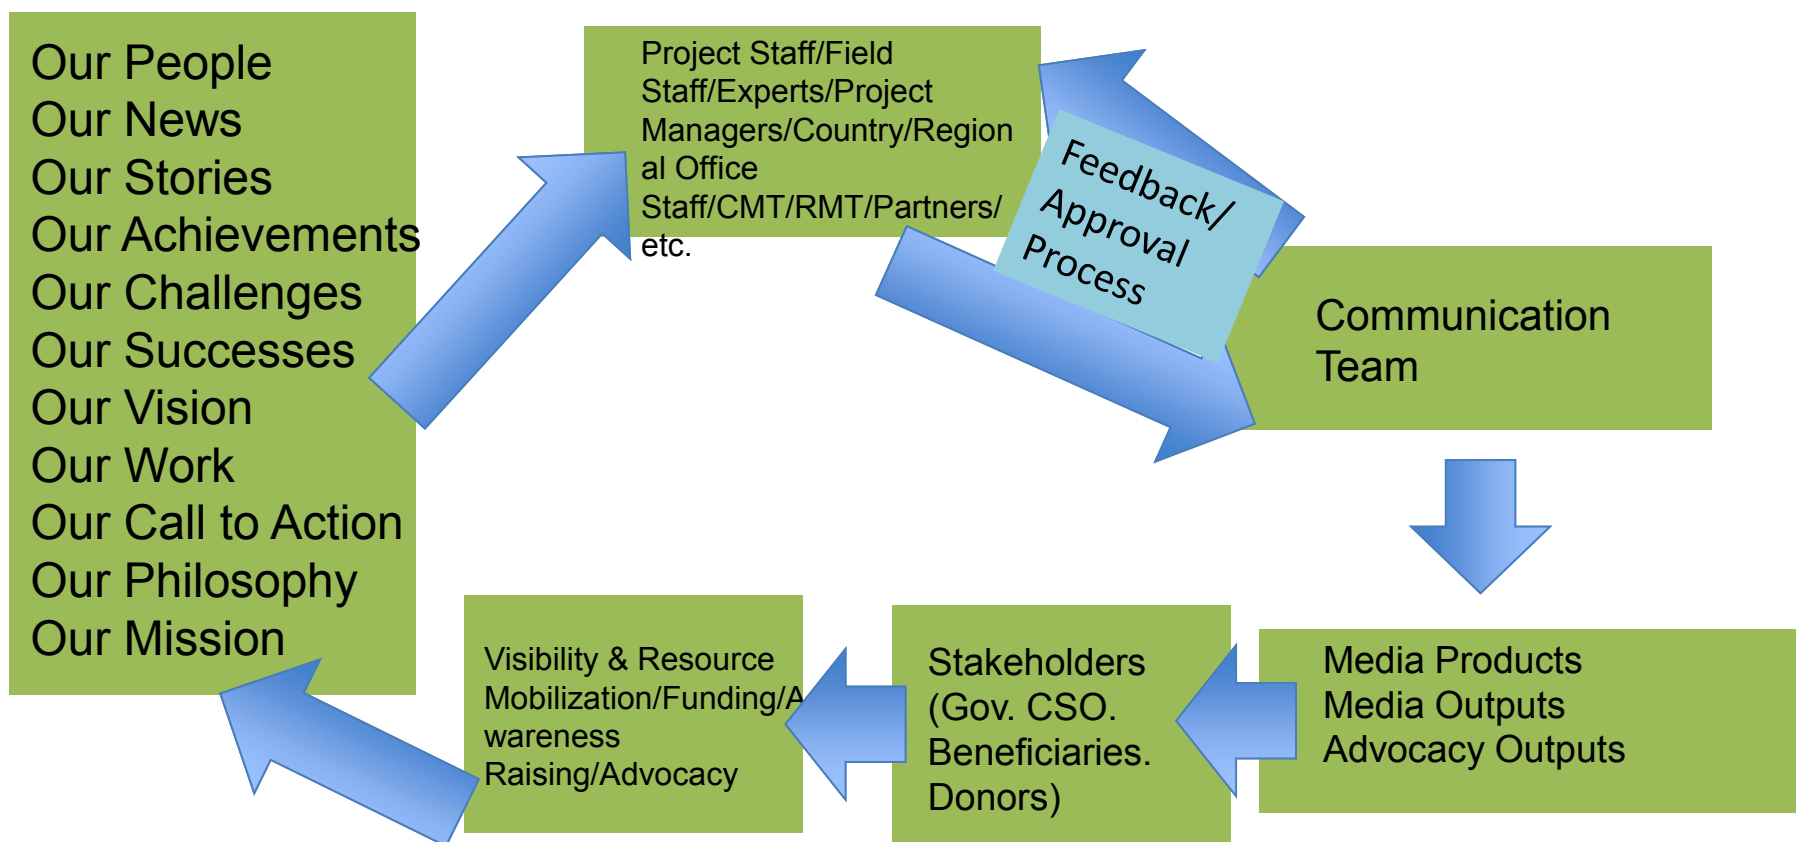 Our People
Our News
Our Stories
Our Achievements
Our Challenges
Our Successes
Our Vision
Our Work
Our Call to Action
Our Philosophy
Our Mission
Project Staff/Field
Staff/Experts/Project
Managers/Country/Region
al Office
Staff/CMT/RMT/Partners/
etc.
Feedback/
Approval
Process
Communication
Team
Media Products
Media Outputs
Advocacy Outputs
Stakeholders
(Gov. CSO.
Beneficiaries.
Donors)
Visibility & Resource
Mobilization/Funding/A
wareness
Raising/Advocacy